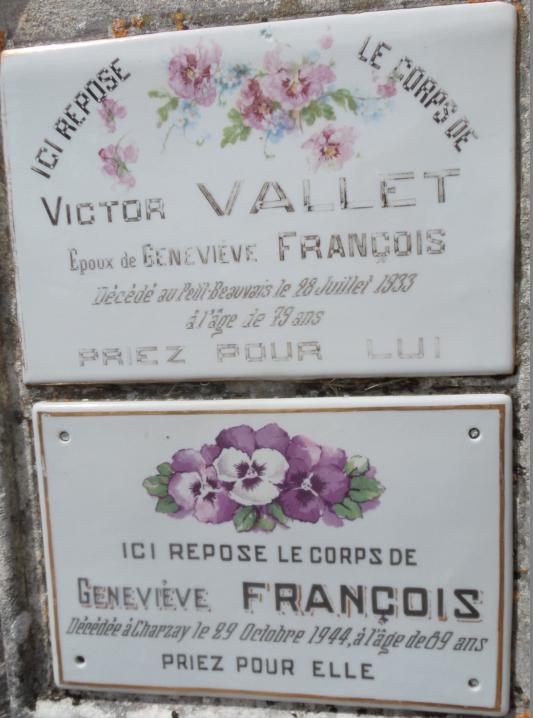 ICI REPOSE LE CORPS DE
VICTOR VALLET
Epoux de GENEVIÈVE FRANÇOIS
Décédé au Petit-Beauvais le 28 Juillet 1933
à l'âge de 79 ans
PRIEZ POUR LUI
ICI REPOSE LE CORPS DE
GENEVIÈVE FRANÇOIS
Décédée à Charzay le 29 Octobre 1944, à l'âge de 89 ans
PRIEZ POUR ELLE